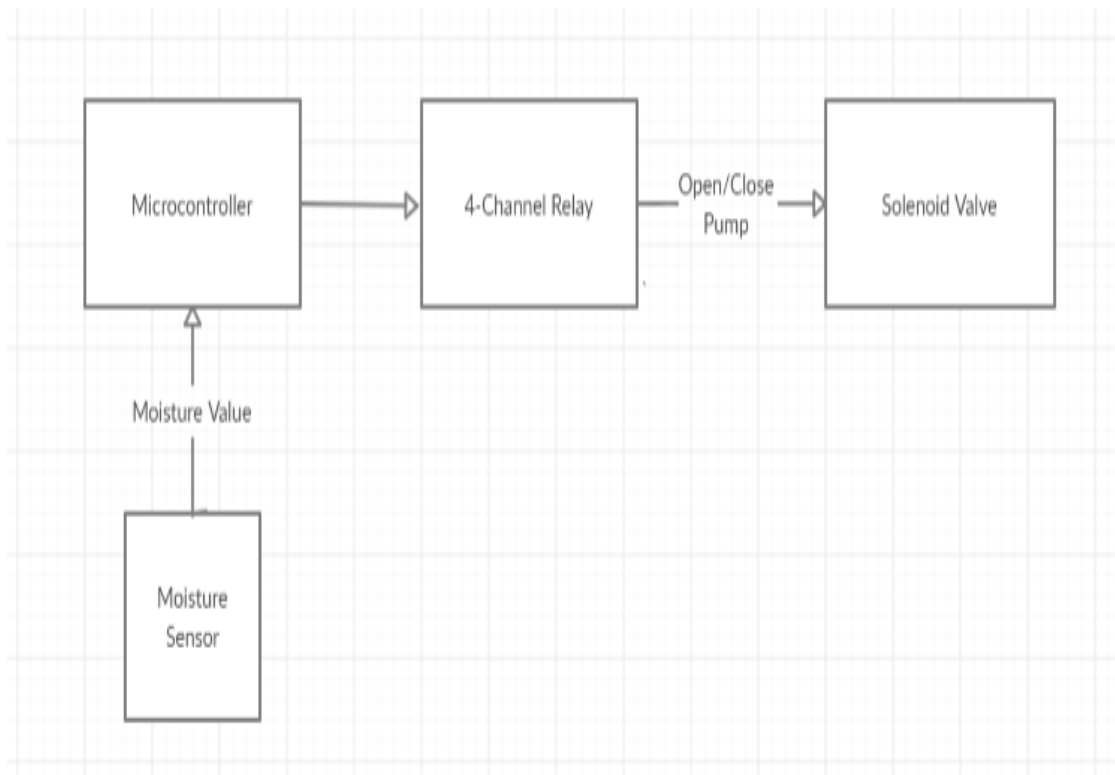 Microcontroller
4-Channel Relay
Open/Close
Pump
Solenoid Valve
Moisture Value
Moisture
Sensor